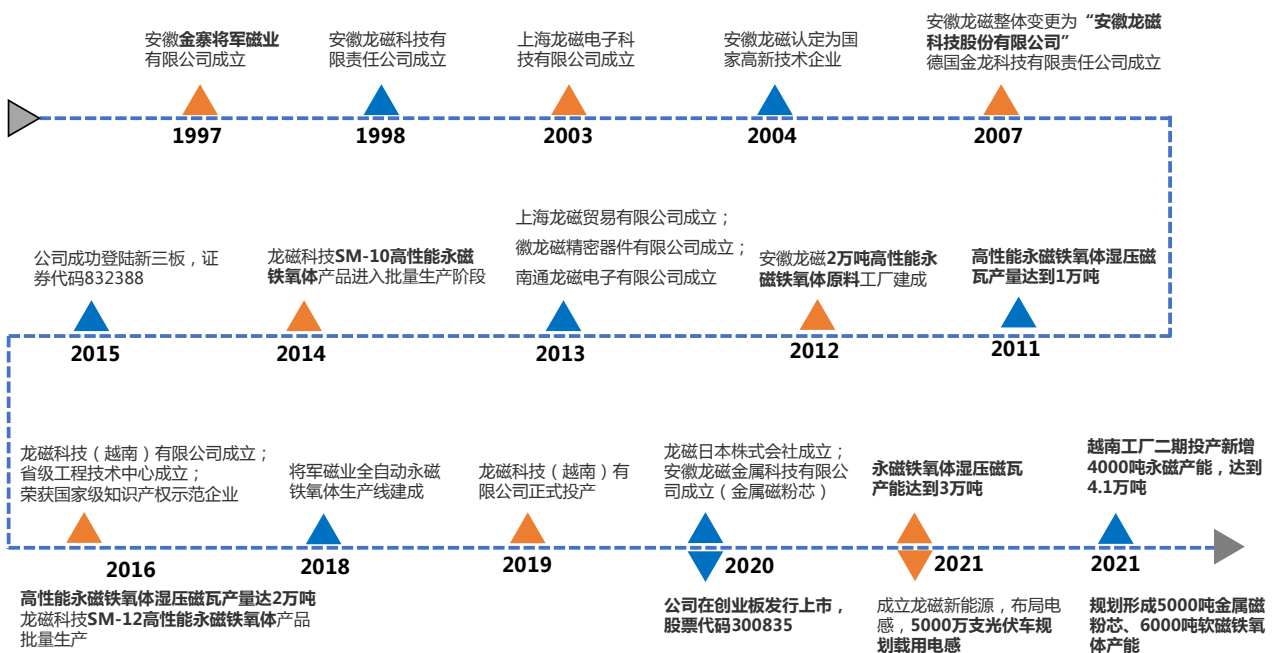 安徽金寨将军磁业
有限公司成立
1997
安徽龙磁科技有
限责任公司成立
1998
上海龙磁电子科
技有限公司成立
2003
安徽龙磁认定为国
家高新技术企业
2004
安徽龙磁整体变更为“安徽龙磁
科技股份有限公司”
德国金龙科技有限责任公司成立
2007
公司成功登陆新三板，证
券代码832388
2015
龙磁科技SM-10高性能永磁
铁氧体产品进入批量生产阶段
2014
上海龙磁贸易有限公司成立；
徽龙磁精密器件有限公司成立；
南通龙磁电子有限公司成立
2013
安徽龙磁2万吨高性能永
磁铁氧体原料工厂建成
2012
高性能永磁铁氧体湿压磁
瓦产量达到1万吨
2011
龙磁科技（越南）有限公司成立；
省级工程技术中心成立；
荣获国家级知识产权示范企业
2016
高性能永磁铁氧体湿压磁瓦产量达2万吨
龙磁科技SM-12高性能永磁铁氧体产品
批量生产
将军磁业全自动永磁
铁氧体生产线建成
2018
龙磁科技（越南）有
限公司正式投产
2019
龙磁日本株式会社成立；
安徽龙磁金属科技有限公
司成立（金属磁粉芯）
2020
公司在创业板发行上市，
股票代码300835
永磁铁氧体湿压磁瓦
产能达到3万吨
2021
成立龙磁新能源，布局电
感，5000万支光伏车规
划载用电感
越南工厂二期投产新增
4000吨永磁产能，达到
4.1万吨
2021
规划形成5000吨金属磁
粉芯、6000吨软磁铁氧
体产能